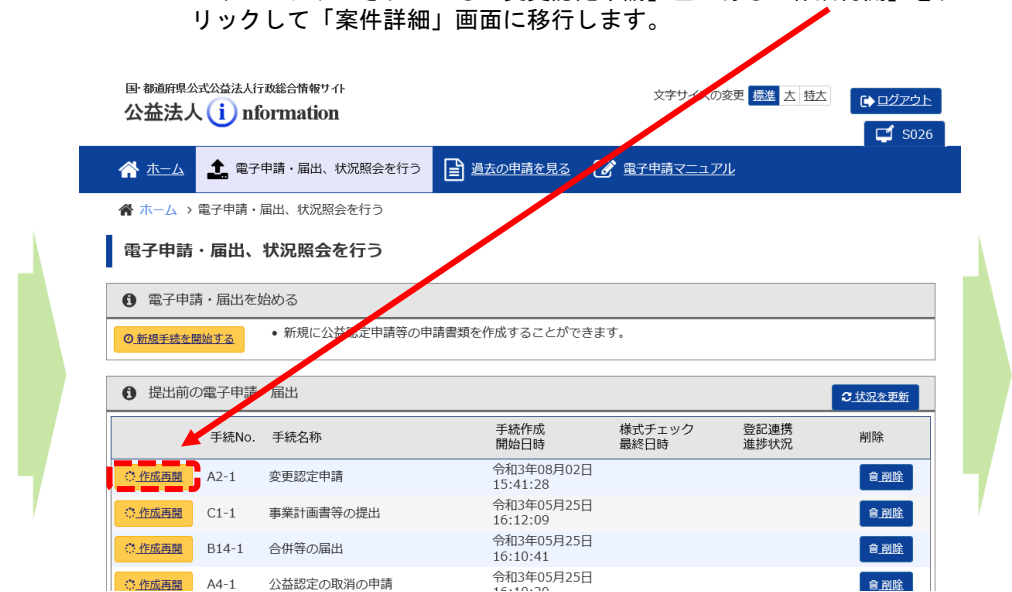 リックして「案件詳細」画面に移行します。
国・都道府県公式公益法人行政総合情報サイト
公益法人 information
文字サイズの変更 標準 大 特大
ログアウト
S026
ホーム 電子申請・届出、状況照会を行う 過去の申請を見る 電子申請マニュアル
ホーム › 電子申請・届出、状況照会を行う
電子申請・届出、状況照会を行う
電子申請・届出を始める
新規手続を開始する
• 新規に公益認定申請等の申請書類を作成することができます。
提出前の電子申請・届出
状況を更新
手続No. 手続名称 手続作成開始日時 様式チェック最終日時 登記連携進捗状況 削除
作成再開 A2-1 変更認定申請 令和3年08月02日 15:41:28 削除
作成再開 C1-1 事業計画書等の提出 令和3年05月25日 16:12:09 削除
作成再開 B14-1 合併等の届出 令和3年05月25日 16:10:41 削除
作成再開 A4-1 公益認定の取消の申請 令和3年05月25日 削除